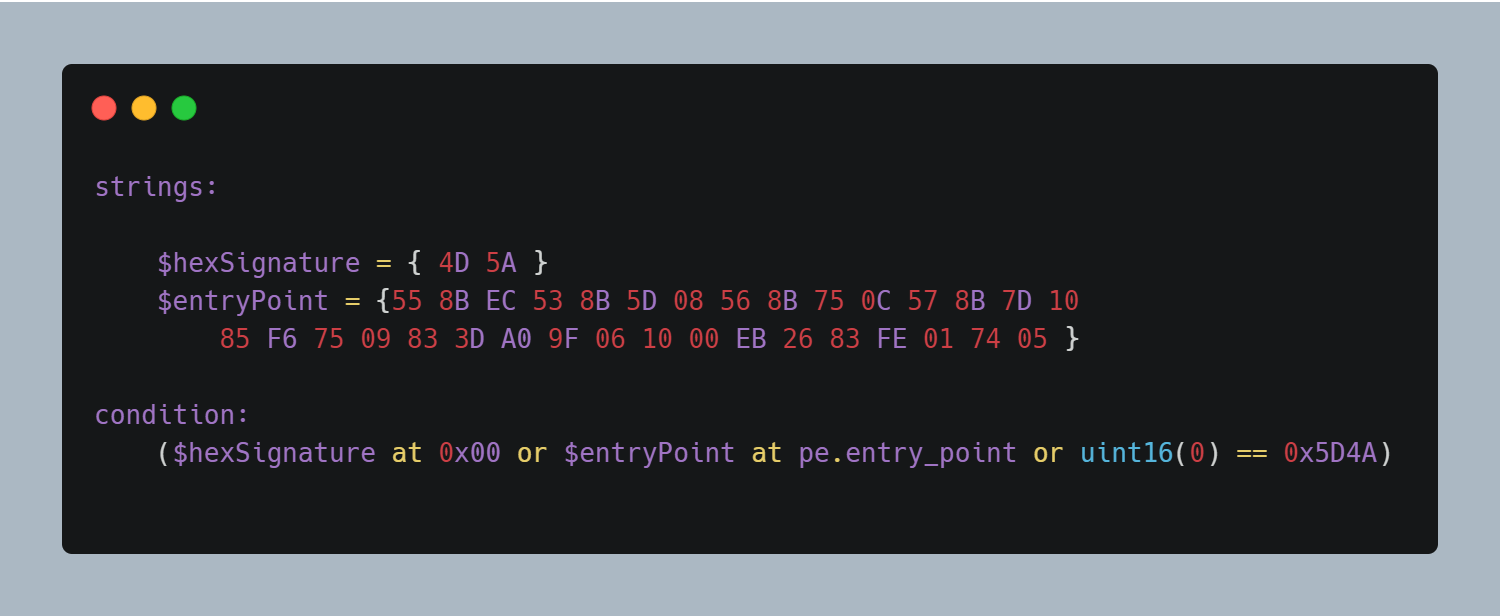 strings:
$hexSignature = { 4D 5A }
$entryPoint = {55 8B EC 53 8B 5D 08 56 8B 75 0C 57 8B 7D 10
85 F6 75 09 83 3D A0 9F 06 10 00 EB 26 83 FE 01 74 05 }
condition:
($hexSignature at 0x00 or $entryPoint at pe.entry_point or uint16(0) == 0x5D4A)